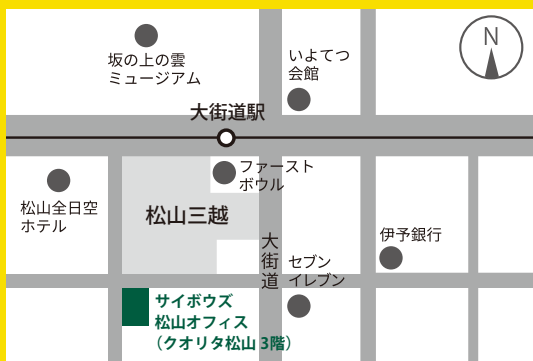 坂の上の雲
ミュージアム
いよてつ
会館
N
大街道駅
ファースト
ボウル
松山全日空
ホテル
松山三越
大街道
伊予銀行
セブン
イレブン
サイボウズ
松山オフィス
（クオリタ松山 3階）